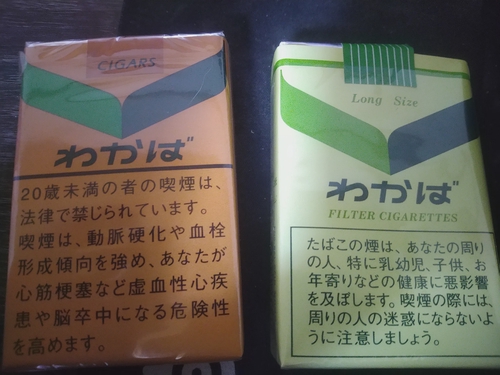 CIGARS
わかば
20歳未満の者の喫煙は、
法律で禁じられています。
喫煙は、動脈硬化や血栓
形成傾向を強め、あなたが
心筋梗塞など虚血性心疾
患や脳卒中になる危険性
を高めます。
Long Size
わかば
FILTER CIGARETTES
たばこの煙は、あなたの周り
の人、特に乳幼児、子供、お
年寄りなどの健康に悪影響
を及ぼします。喫煙の際には、
周りの人の迷惑にならないよう
に注意しましょう。